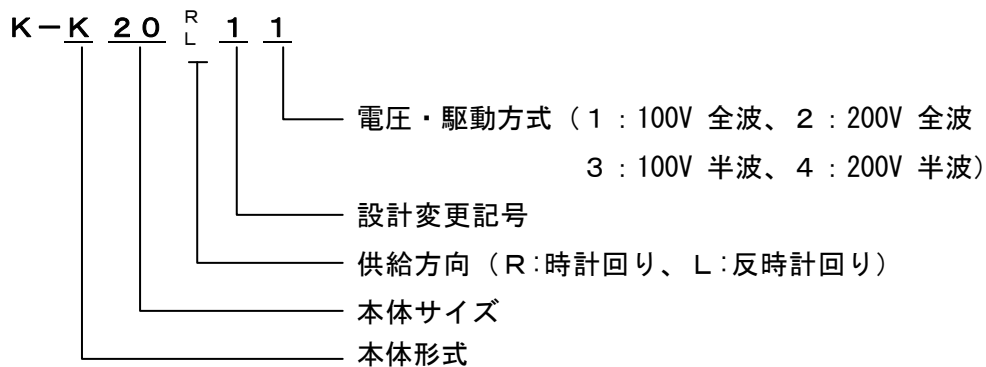 K-K 20 R L 1 1
電圧・駆動方式（1：100V 全波、2：200V 全波
3：100V 半波、4：200V 半波）
設計変更記号
供給方向（R：時計回り、L：反時計回り）
本体サイズ
本体形式